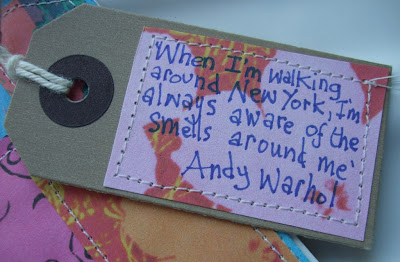 "When I'm walking
around New York, I'm
always aware of the
smells around me'
Andy Warhol